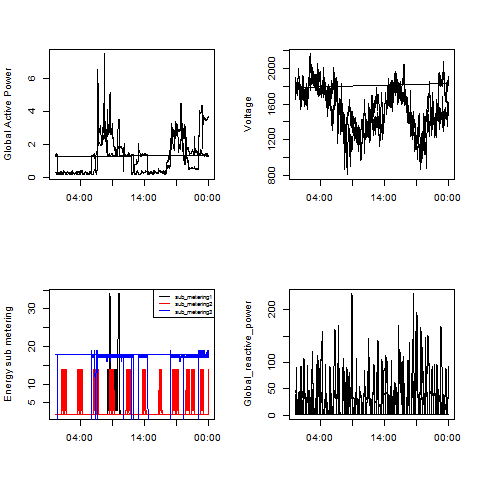 Global Active Power
0 2 4 6
04:00 14:00 00:00
Voltage
800 1200 1600 2000
04:00 14:00 00:00
Energy sub metering
5 10 20 30
sub_metering1
sub_metering2
sub_metering3
04:00 14:00 00:00
Global_reactive_power
0 50 100 200
04:00 14:00 00:00